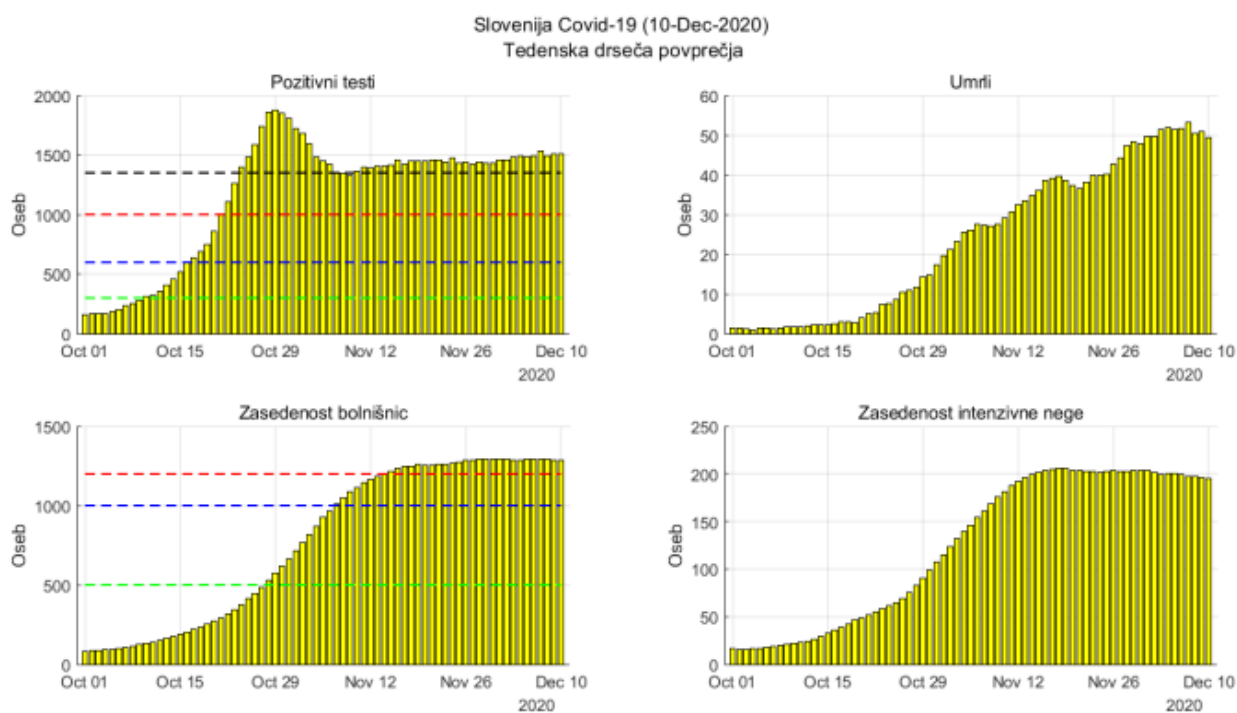 Slovenija Covid-19 (10-Dec-2020)
Tedenska drseča povprečja
Pozitivni testi
2000
1500
1000
500
0
Oseb
Oct 01 Oct 15 Oct 29 Nov 12 Nov 26 Dec 10
2020
Umrli
60
50
40
30
20
10
0
Oseb
Oct 01 Oct 15 Oct 29 Nov 12 Nov 26 Dec 10
2020
Zasedenost bolnišnic
1500
1000
500
0
Oseb
Oct 01 Oct 15 Oct 29 Nov 12 Nov 26 Dec 10
2020
Zasedenost intenzivne nege
250
200
150
100
50
0
Oseb
Oct 01 Oct 15 Oct 29 Nov 12 Nov 26 Dec 10
2020